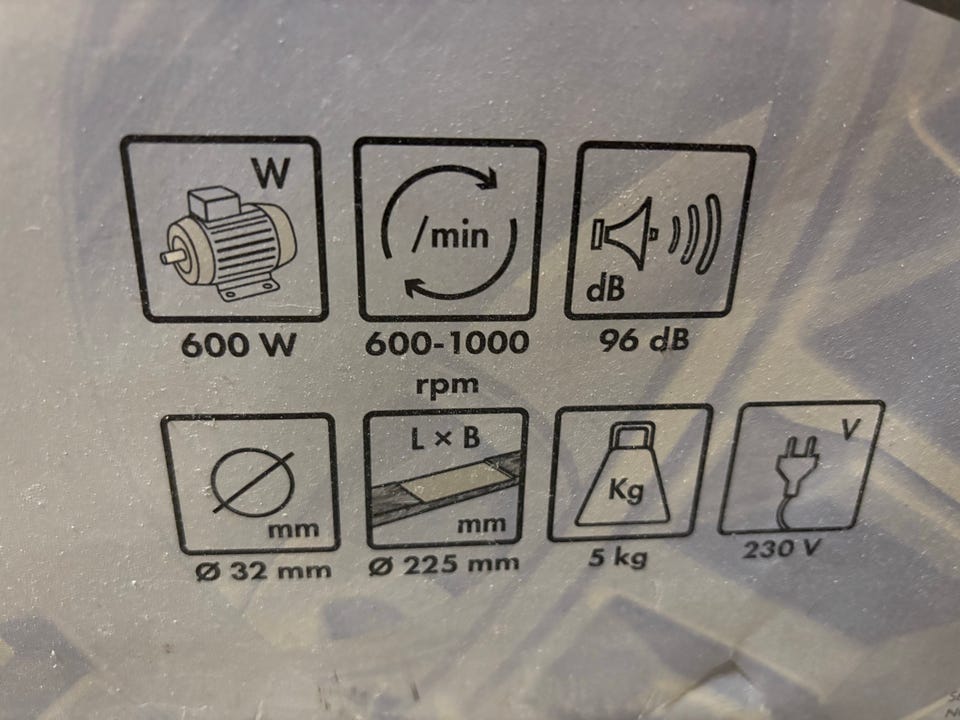 W
/min
dB
600 W
600-1000
rpm
96 dB
mm
L × B
mm
Kg
V
Ø 32 mm
Ø 225 mm
5 kg
230 V